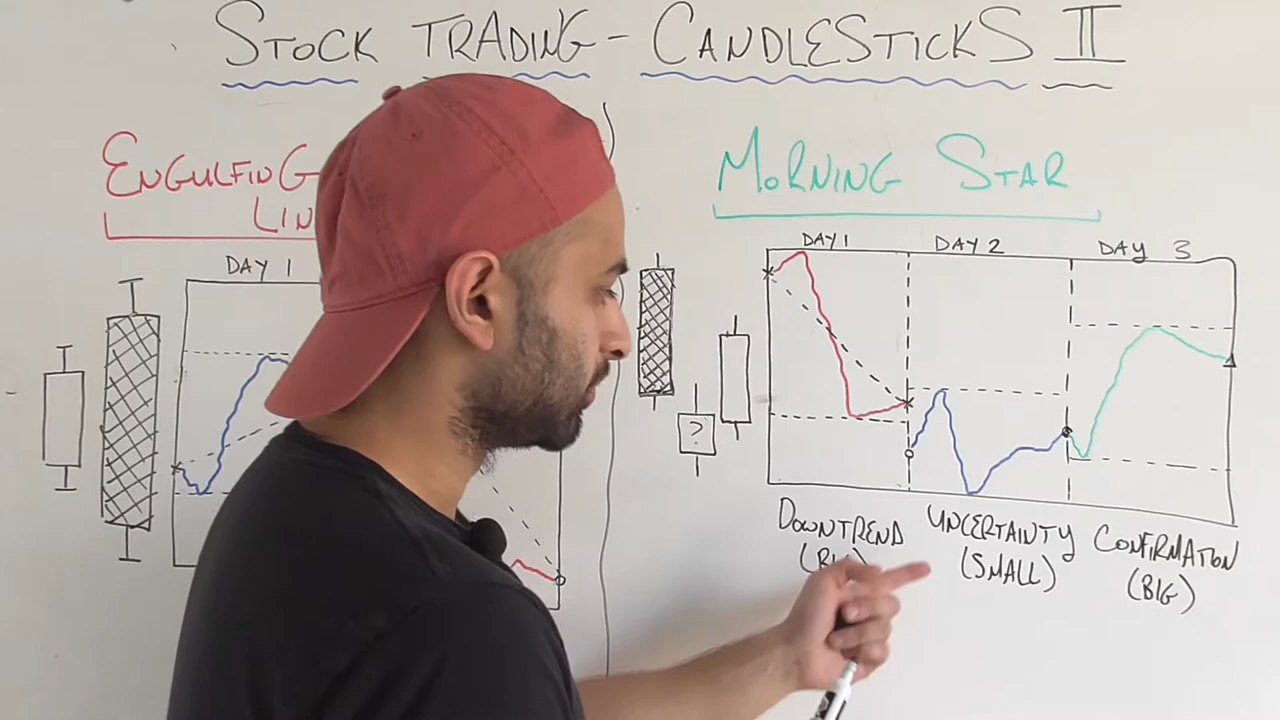 STOCK TRADING - CANDLESTICKS II
ENGULFING
LIN
DAY 1
MORNING STAR
DAY 1 DAY 2 DAY 3
?
DOWNTREND UNCERTAINTY CONFIRMATION
(SMALL) (BIG)